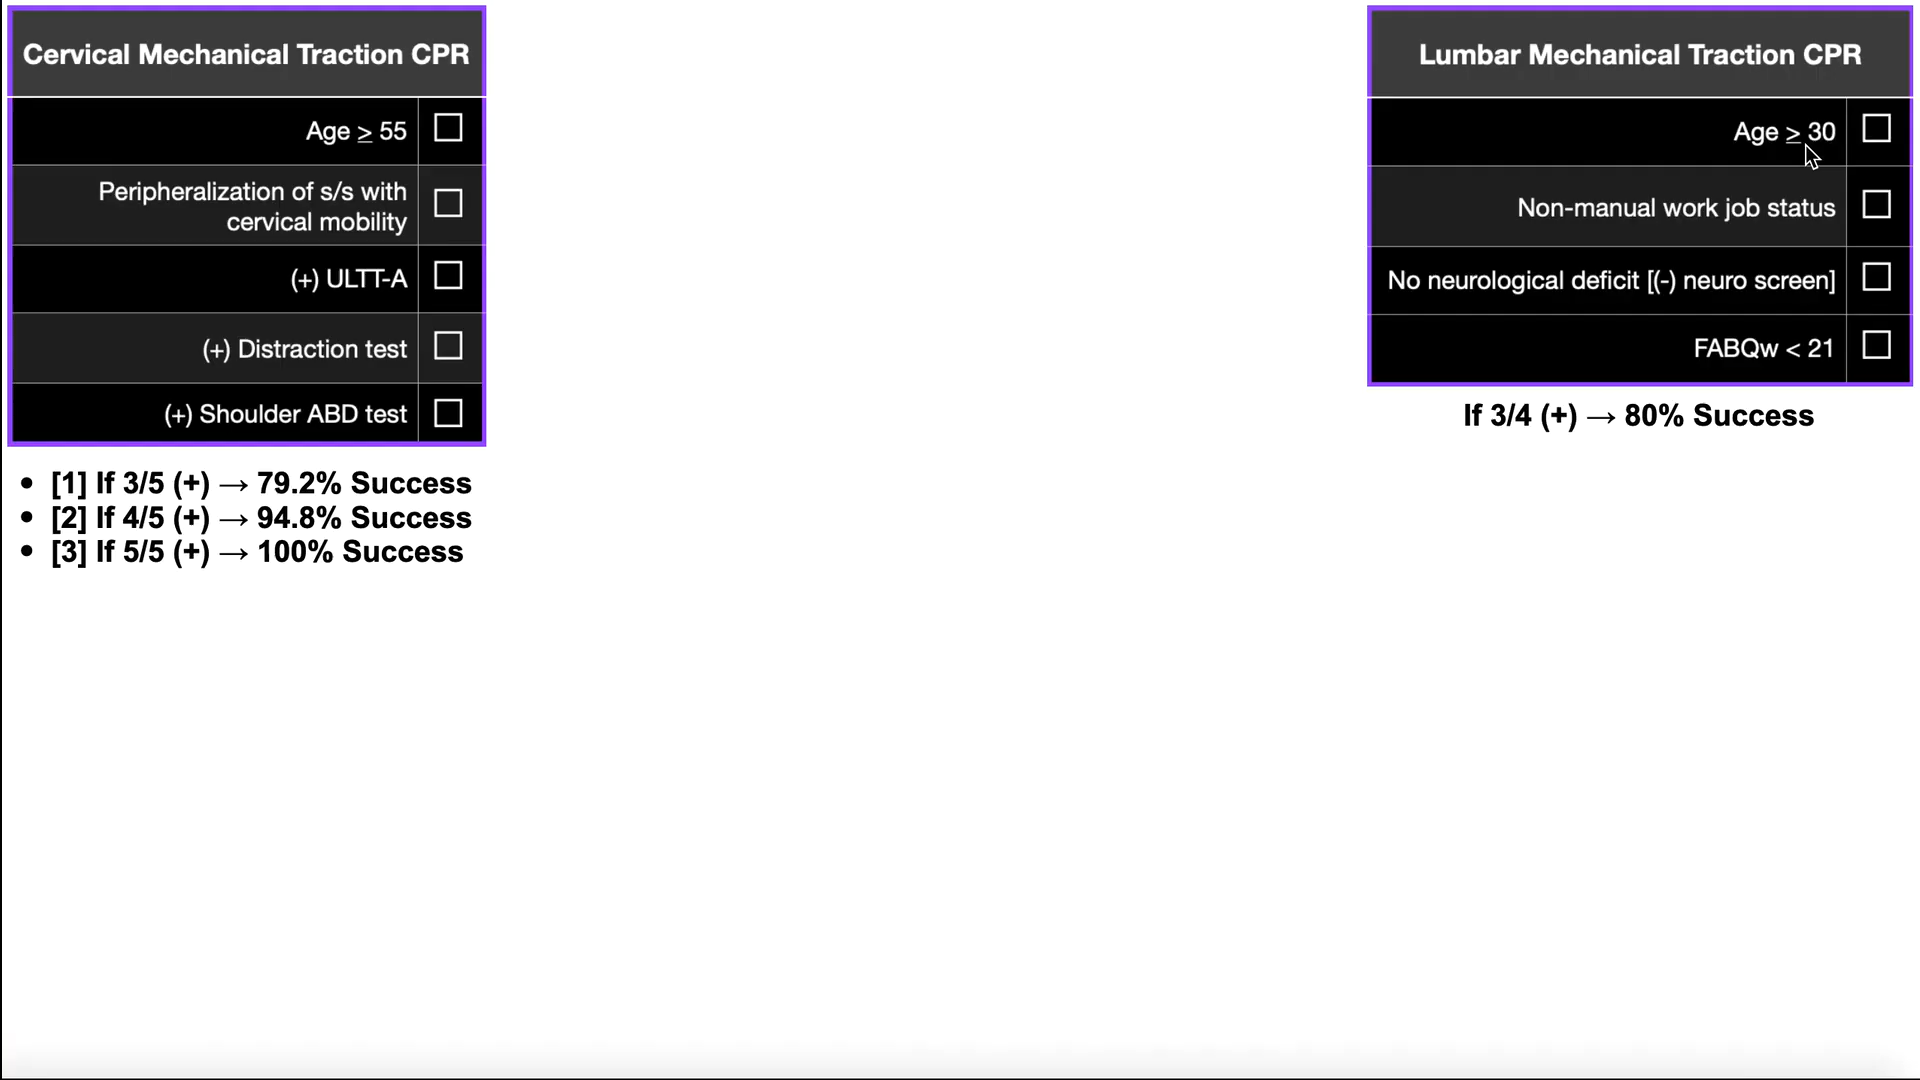 Cervical Mechanical Traction CPR
Age ≥ 55
Peripheralization of s/s with
cervical mobility
(+) ULTT-A
(+) Distraction test
(+) Shoulder ABD test
• [1] If 3/5 (+) → 79.2% Success
• [2] If 4/5 (+) → 94.8% Success
• [3] If 5/5 (+) → 100% Success
Lumbar Mechanical Traction CPR
Age ≥ 30
Non-manual work job status
No neurological deficit [(-) neuro screen]
FABQw < 21
If 3/4 (+) → 80% Success